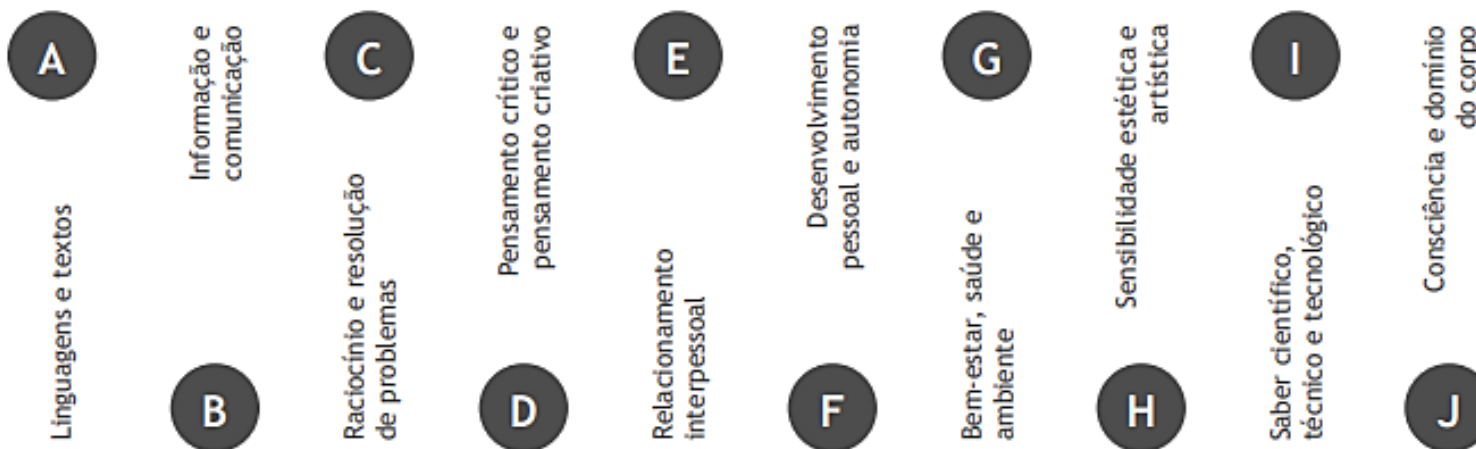 A
Linguagens e textos
Informação e
comunicação
B
C
Raciocínio e resolução
de problemas
Pensamento crítico e
pensamento criativo
D
E
Relacionamento
interpessoal
Desenvolvimento
pessoal e autonomia
F
G
Bem-estar, saúde e
ambiente
Sensibilidade estética e
artística
H
I
Saber científico,
técnico e tecnológico
Consciência e domínio
do corpo
J